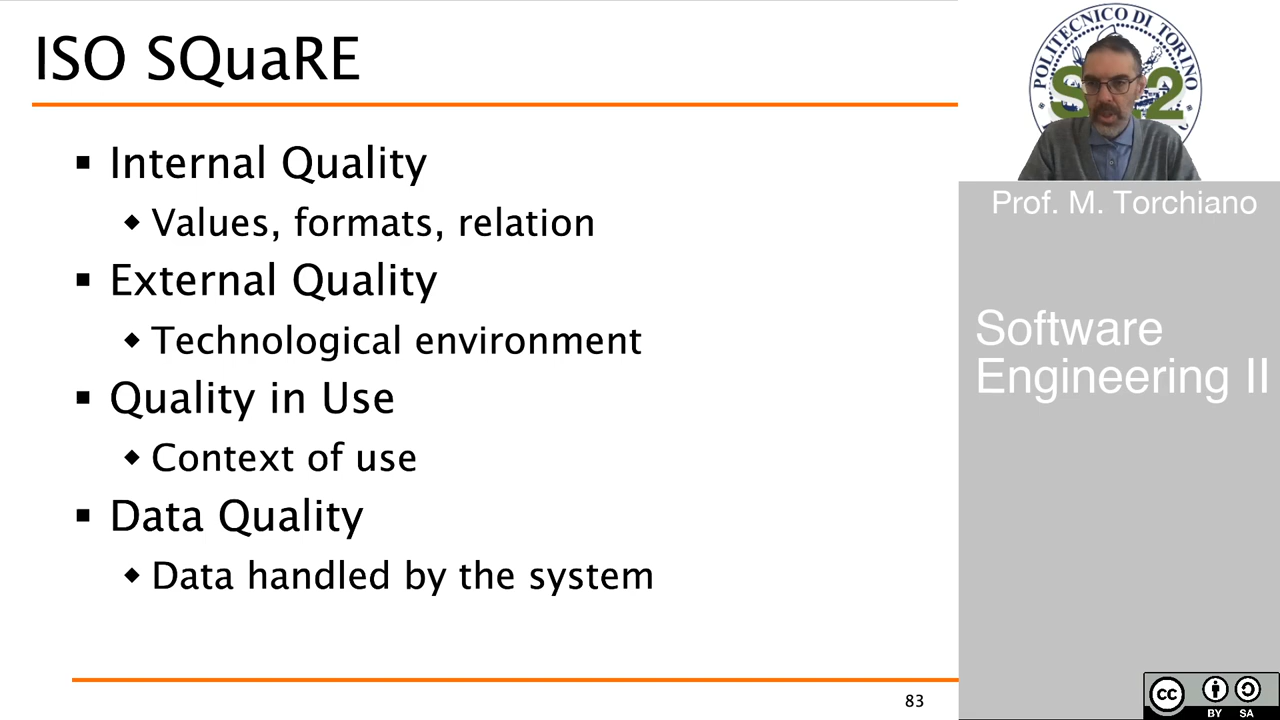 ISO SQuaRE
Internal Quality
Values, formats, relation
External Quality
Technological environment
Quality in Use
Context of use
Data Quality
Data handled by the system
83
POLITECNICO DI TORINO
Prof. M. Torchiano
Software
Engineering II
CC
BY SA